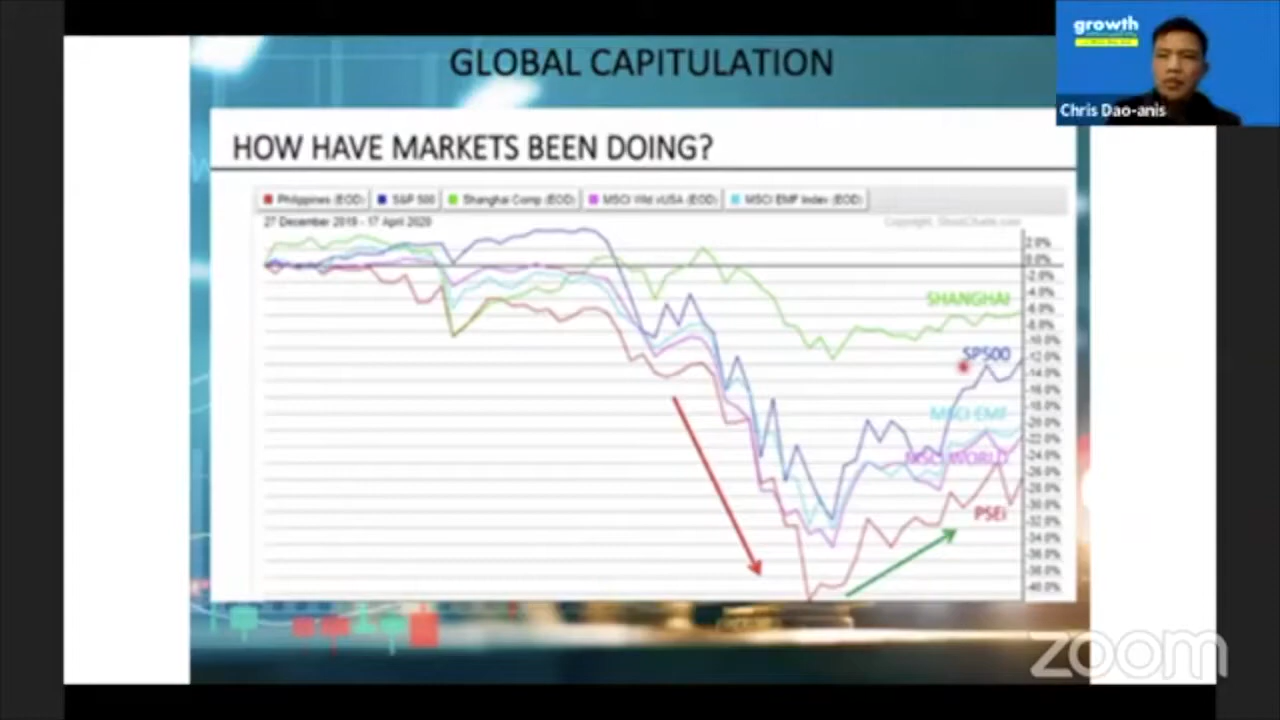 GLOBAL CAPITULATION
growth
Chris Dao-anis
HOW HAVE MARKETS BEEN DOING?
Philippines (EOD) S&P 500 Shanghai Comp (EOD) MSCI Wld xUSA (EOD) MSCI EMF Index (EOD)
27 December 2019 - 17 April 2020
Copyright, StockCharts.com
2.0%
0.0%
-2.0%
-4.0%
-6.0%
-8.0%
-10.0%
-12.0%
-14.0%
-16.0%
-18.0%
-20.0%
-22.0%
-24.0%
-26.0%
-28.0%
-30.0%
-32.0%
-34.0%
-36.0%
-38.0%
-40.0%
SHANGHAI
SP500
MSCI EMF
MSCI WORLD
PSEi
zoom